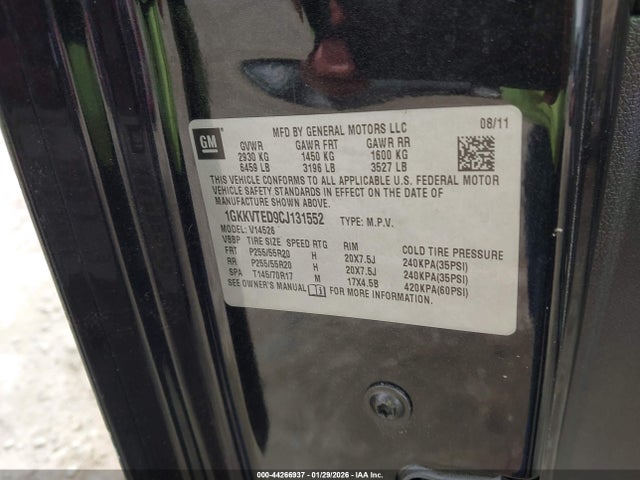 GM
MFD BY GENERAL MOTORS LLC
08/11
GVWR GAWR FRT GAWR RR
2930 KG 1450 KG 1600 KG
6459 LB 3196 LB 3527 LB
THIS VEHICLE CONFORMS TO ALL APPLICABLE U.S. FEDERAL MOTOR
VEHICLE SAFETY STANDARDS IN EFFECT ON THE DATE OF
MANUFACTURE SHOWN ABOVE.
1GKKVTED9CJ131552 TYPE: M.P.V.
MODEL: V14526
VBBP TIRE SIZE SPEED RTG RIM COLD TIRE PRESSURE
FRT P255/55R20 H 20X7.5J 240KPA(35PSI)
RR P255/55R20 H 20X7.5J 240KPA(35PSI)
SPA T145/70R17 M 17X4.5B 420KPA(60PSI)
SEE OWNER'S MANUAL FOR MORE INFORMATION.
000-44266937 - 01/29/2026 - IAA Inc.